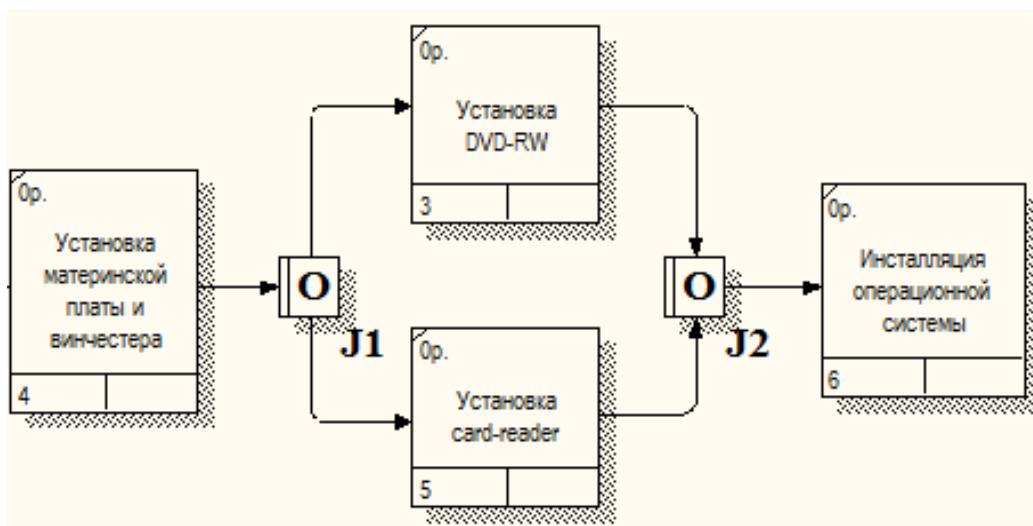 0р.
Установка
материнской
платы и
винчестера
4
O
J1
0р.
Установка
DVD-RW
3
0р.
Установка
card-reader
5
O
J2
0р.
Инсталляция
операционной
системы
6